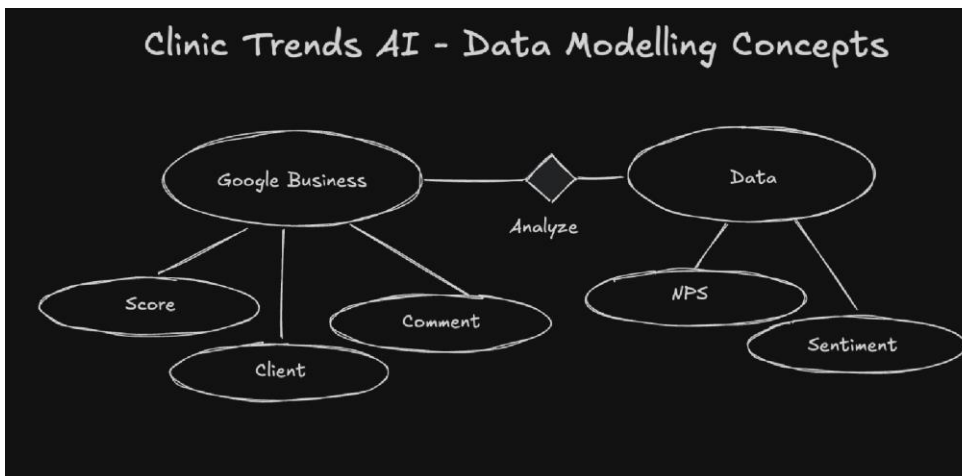 Clinic Trends AI - Data Modelling Concepts
Google Business
Data
Analyze
Score
Comment
Client
NPS
Sentiment